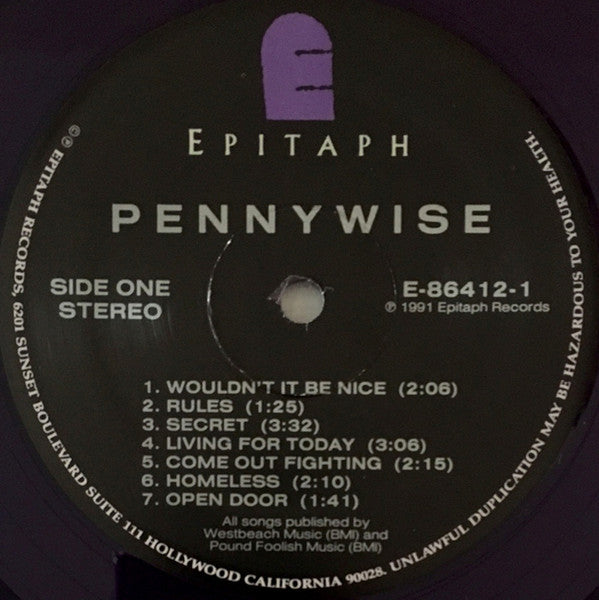 E
EPITAPH
PENNYWISE
SIDE ONE
STEREO
E-86412-1
℗ 1991 Epitaph Records
1. WOULDN'T IT BE NICE (2:06)
2. RULES (1:25)
3. SECRET (3:32)
4. LIVING FOR TODAY (3:06)
5. COME OUT FIGHTING (2:15)
6. HOMELESS (2:10)
7. OPEN DOOR (1:41)
All songs published by
Westbeach Music (BMI) and
Pound Foolish Music (BMI)
©℗ EPITAPH RECORDS, 6201 SUNSET BOULEVARD SUITE 111 HOLLYWOOD CALIFORNIA 90028. UNLAWFUL DUPLICATION MAY BE HAZARDOUS TO YOUR HEALTH.